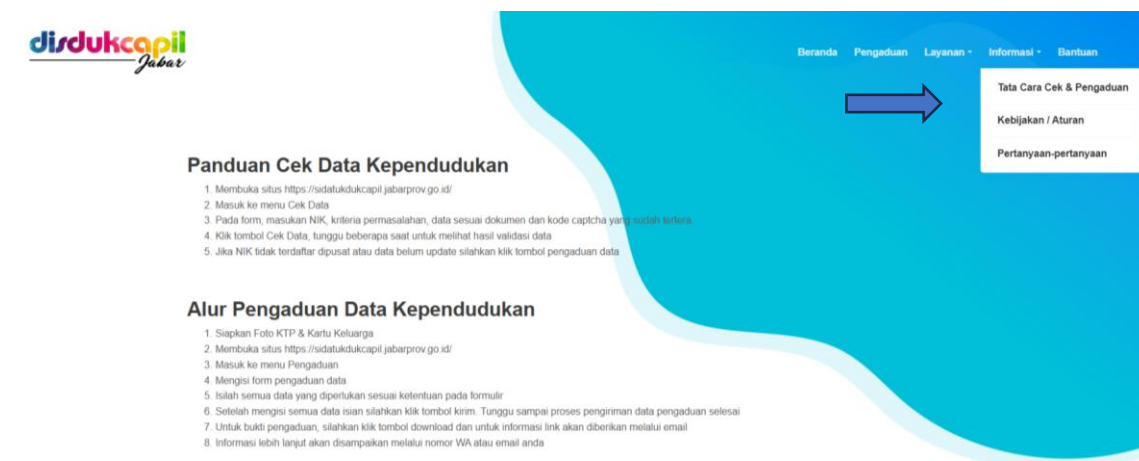 disdukcapil
Jabar
Beranda Pengaduan Layanan Informasi Bantuan
Tata Cara Cek & Pengaduan
Kebijakan / Aturan
Pertanyaan-pertanyaan
Panduan Cek Data Kependudukan
1. Membuka situs https://sidatukdukcapil.jabarprov.go.id/
2. Masuk ke menu Cek Data
3. Pada form, masukan NIK, kriteria permasalahan, data sesuai dokumen dan kode captcha yang sudah tertera.
4. Klik tombol Cek Data, tunggu beberapa saat untuk melihat hasil validasi data
5. Jika NIK tidak terdaftar dipusat atau data belum update silahkan klik tombol pengaduan data
Alur Pengaduan Data Kependudukan
1. Siapkan Foto KTP & Kartu Keluarga
2. Membuka situs https://sidatukdukcapil.jabarprov.go.id/
3. Masuk ke menu Pengaduan
4. Mengisi form pengaduan data
5. Isilah semua data yang diperlukan sesuai ketentuan pada formulir
6. Setelah mengisi semua data isian silahkan klik tombol kirim. Tunggu sampai proses pengiriman data pengaduan selesai
7. Untuk bukti pengaduan, silahkan klik tombol download dan untuk informasi link akan diberikan melalui email
8. Informasi lebih lanjut akan disampaikan melalui nomor WA atau email anda